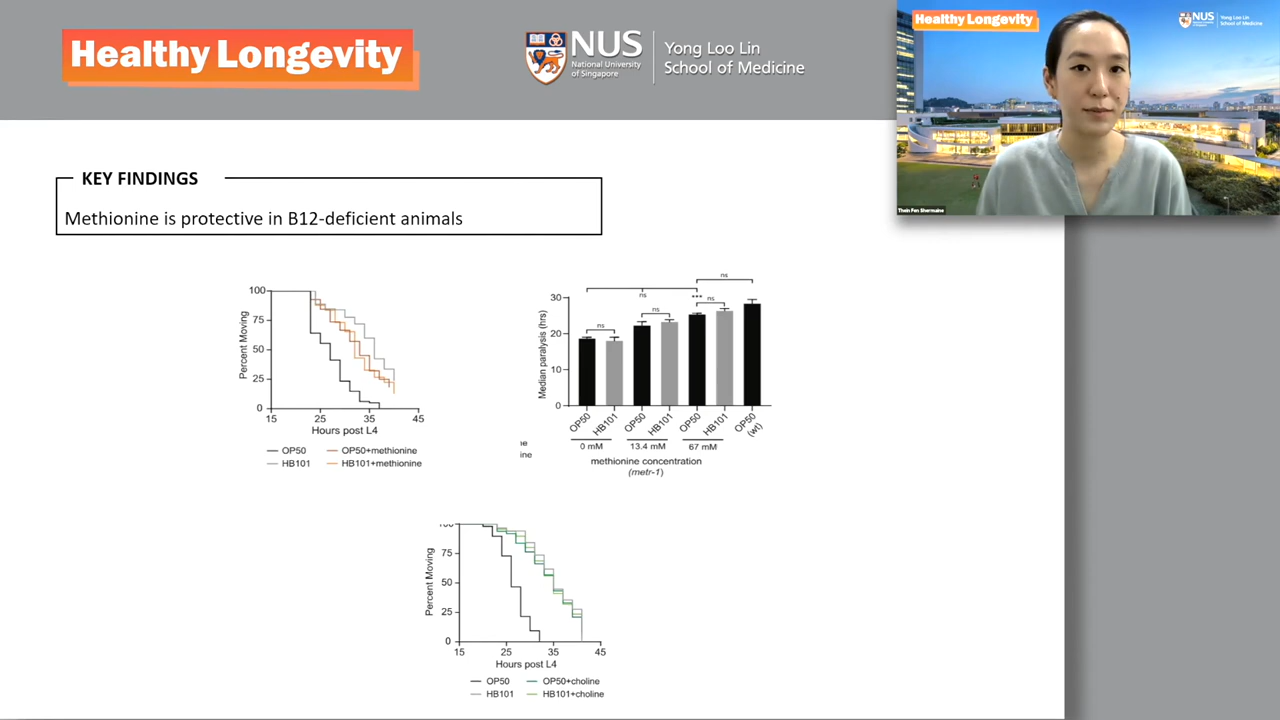 Healthy Longevity
NUS
National University
of Singapore
Yong Loo Lin
School of Medicine
Healthy Longevity
NUS
Yong Loo Lin
School of Medicine
Thein Fen Shermaine
KEY FINDINGS
Methionine is protective in B12-deficient animals
100
75
50
25
0
Percent Moving
15 25 35 45
Hours post L4
OP50 OP50+methionine
HB101 HB101+methionine
ne
ine
30
20
10
0
Median paralysis (hrs)
ns
ns
ns
***
ns
ns
OP50 HB101 OP50 HB101 OP50 HB101 OP50 (wt)
0 mM 13.4 mM 67 mM
methionine concentration
(metr-1)
100
75
50
25
0
Percent Moving
15 25 35 45
Hours post L4
OP50 OP50+choline
HB101 HB101+choline